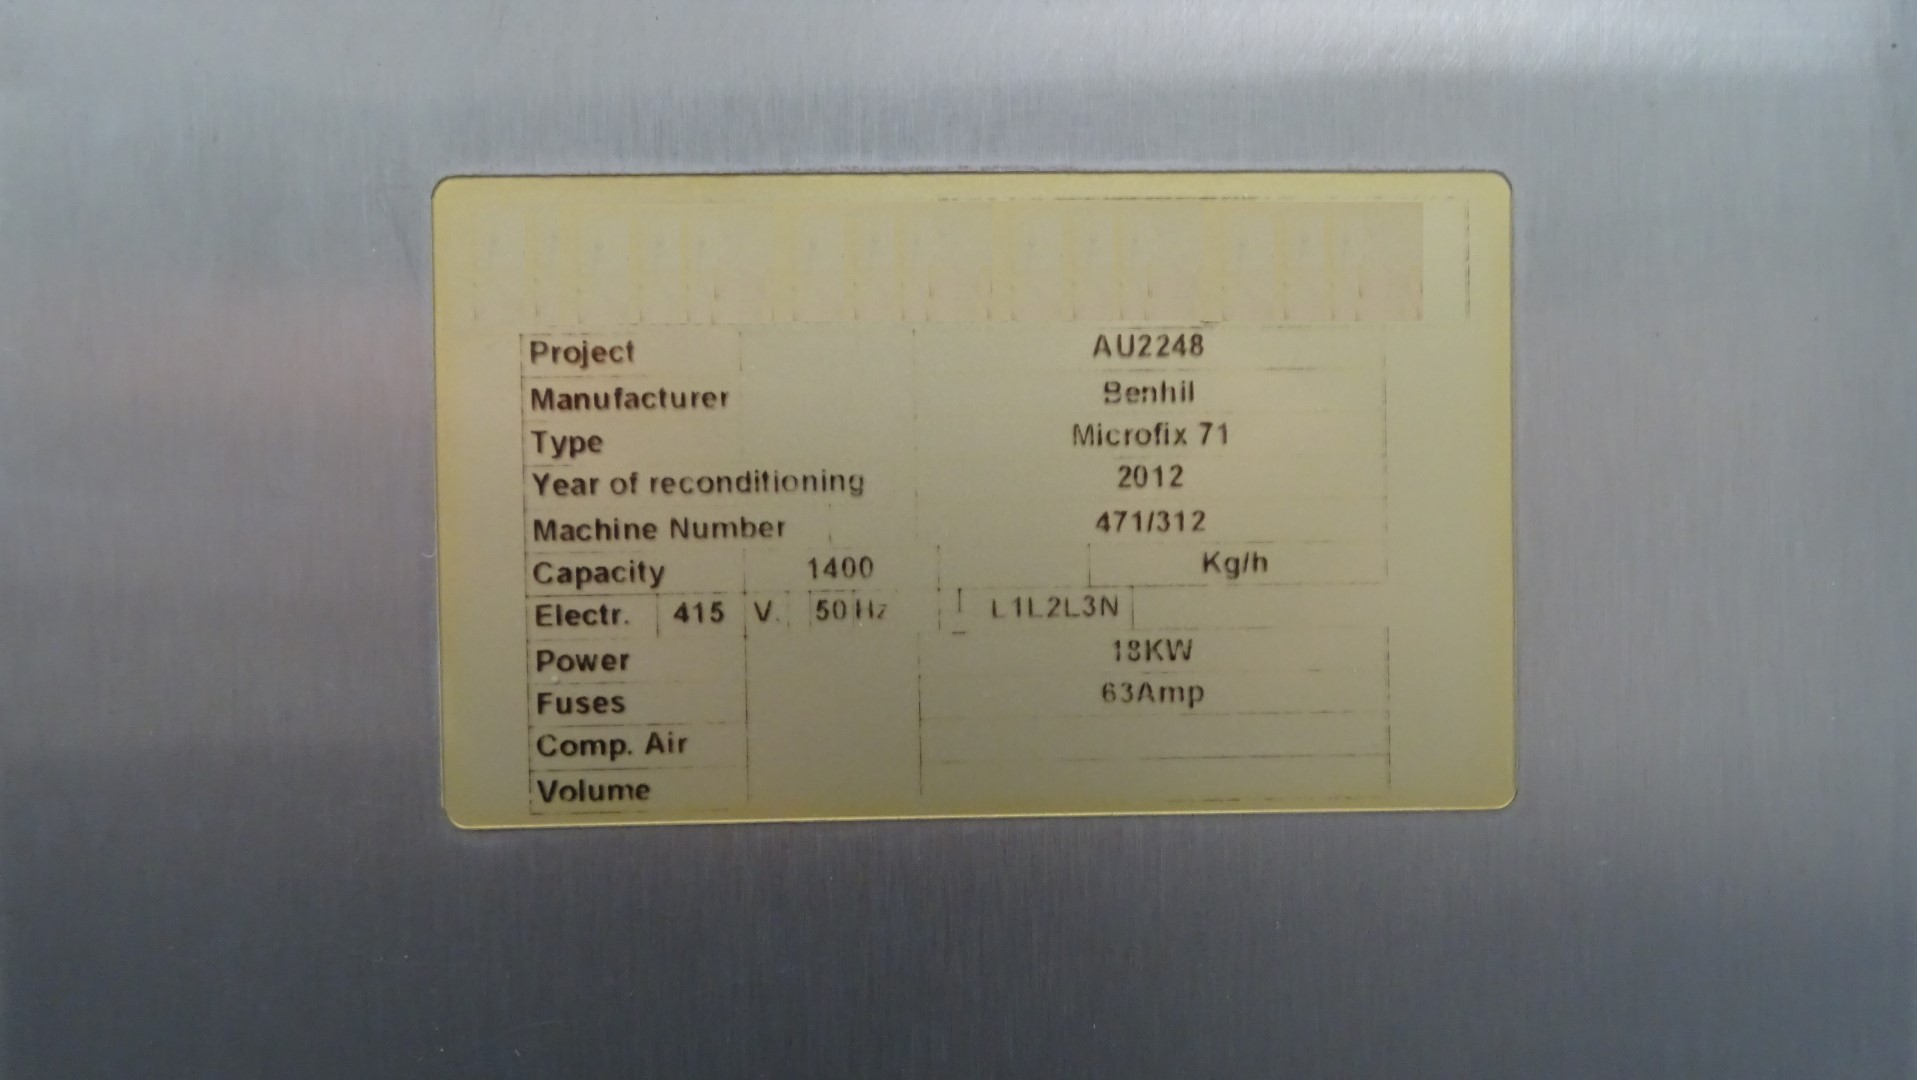 Project AU2248
Manufacturer Benhil
Type Microfix 71
Year of reconditioning 2012
Machine Number 471/312
Capacity 1400 Kg/h
Electr. 415 V. 50 Hz L1L2L3N
Power 18KW
Fuses 63Amp
Comp. Air
Volume